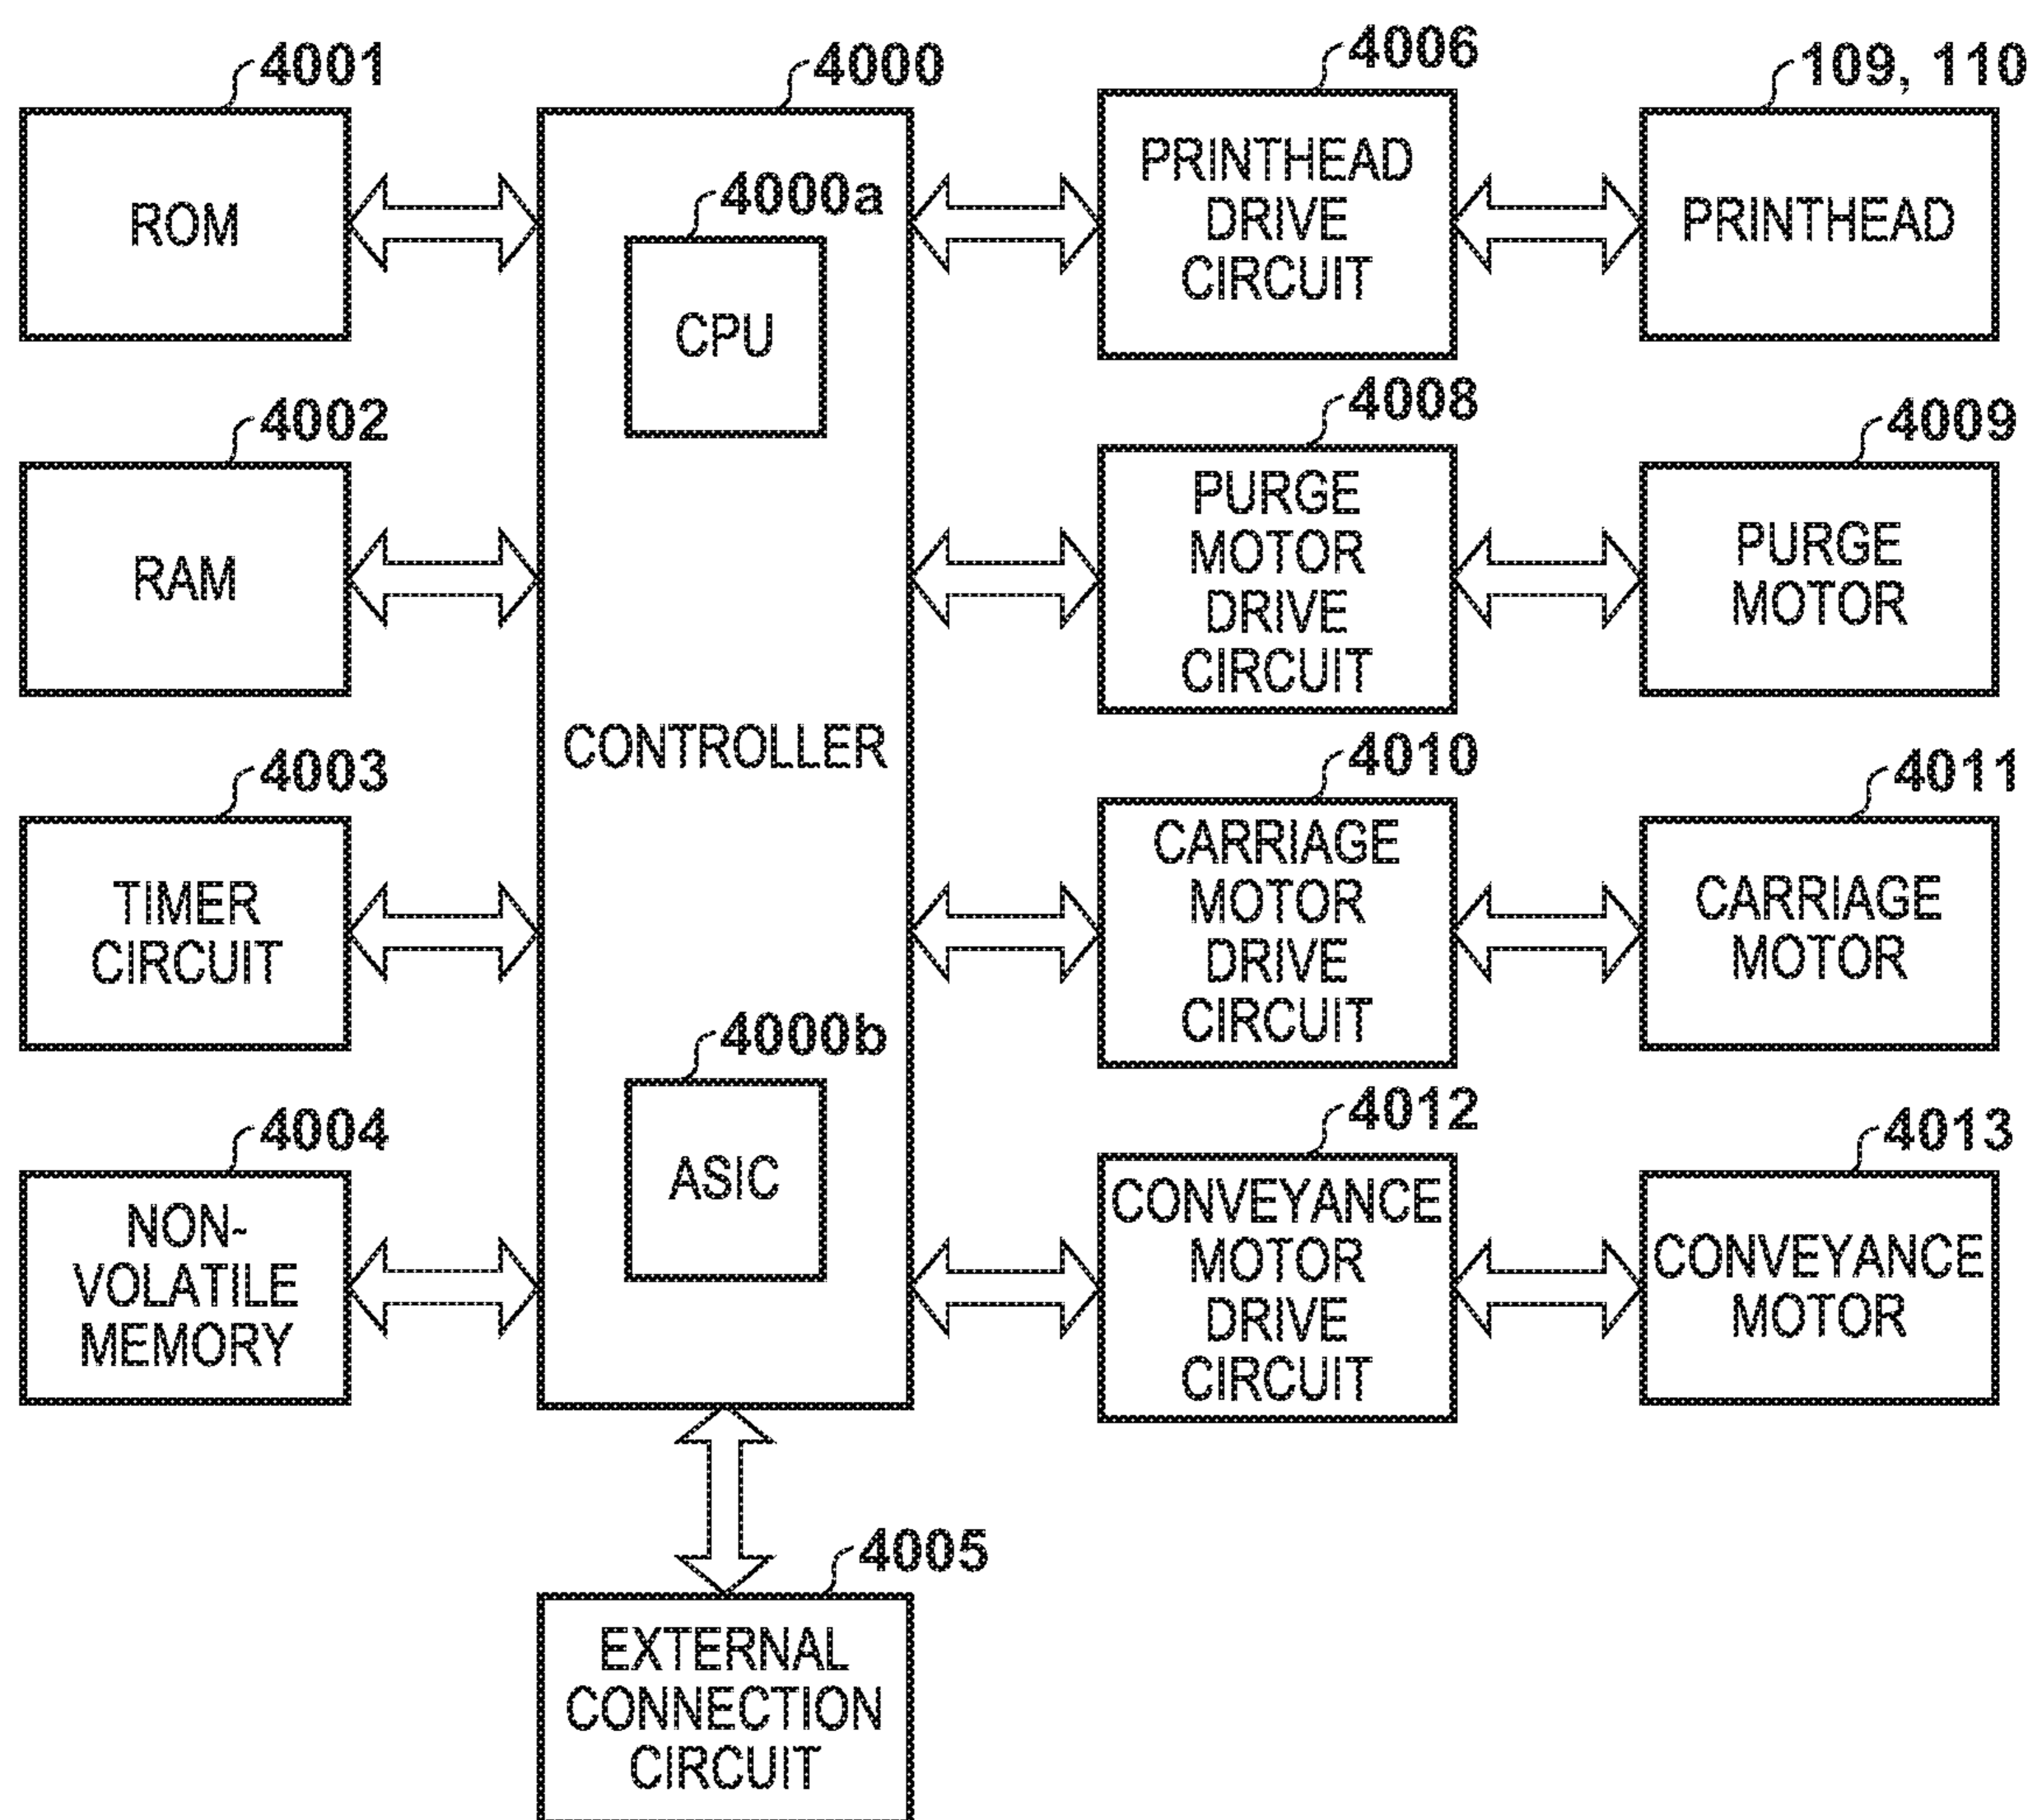 4001
ROM
4002
RAM
4003
TIMER
CIRCUIT
4004
NON-
VOLATILE
MEMORY
4000
4000a
CPU
CONTROLLER
4000b
ASIC
4005
EXTERNAL
CONNECTION
CIRCUIT
4006
PRINTHEAD
DRIVE
CIRCUIT
109, 110
PRINTHEAD
4008
PURGE
MOTOR
DRIVE
CIRCUIT
4009
PURGE
MOTOR
4010
CARRIAGE
MOTOR
DRIVE
CIRCUIT
4011
CARRIAGE
MOTOR
4012
CONVEYANCE
MOTOR
DRIVE
CIRCUIT
4013
CONVEYANCE
MOTOR